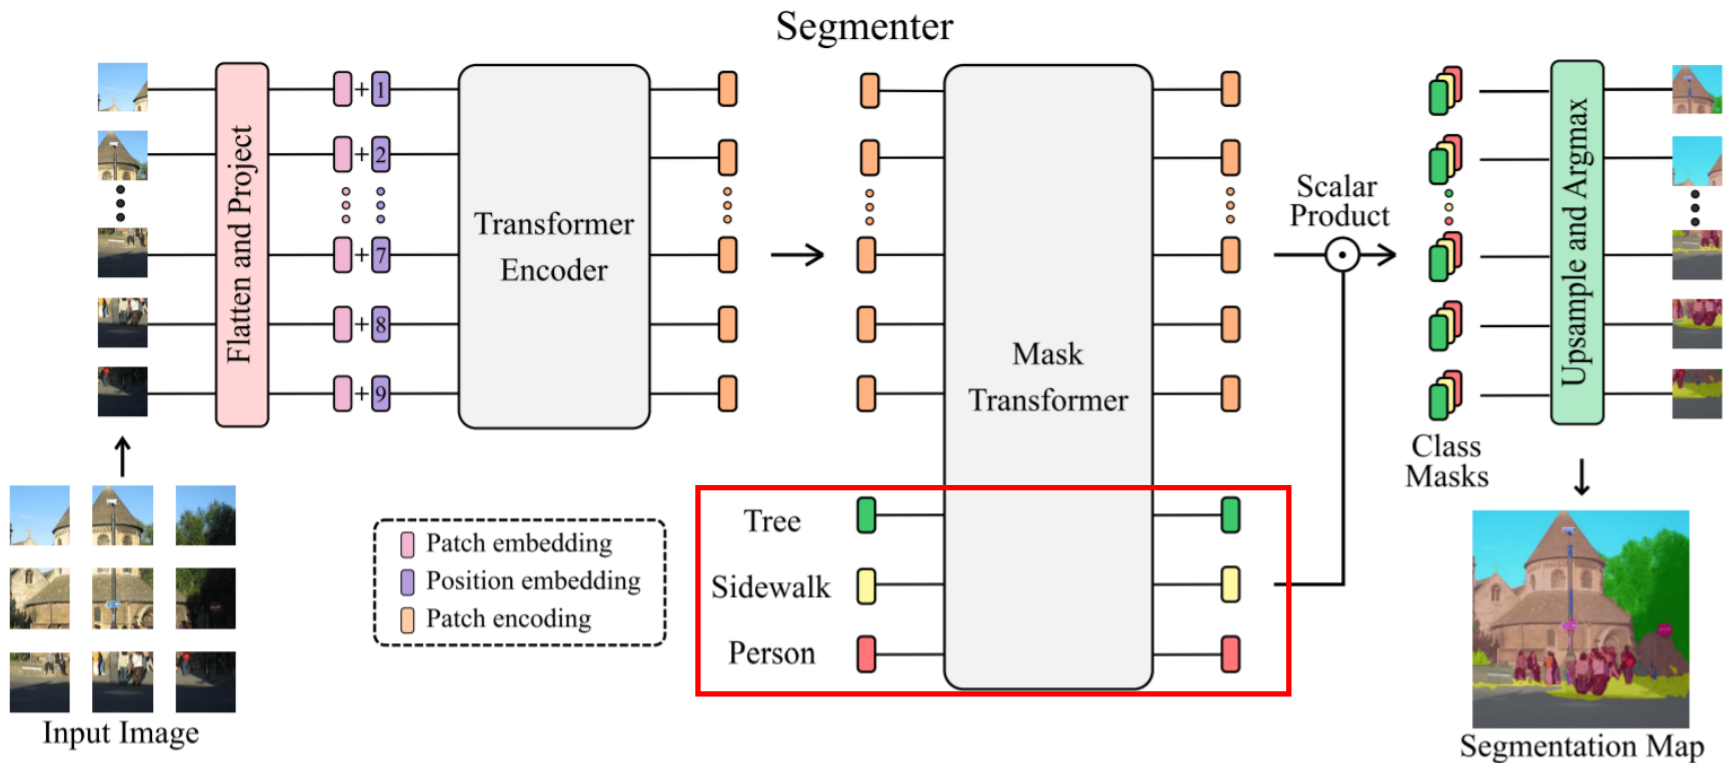 Segmenter
Flatten and Project
+ 1
+ 2
+ 7
+ 8
+ 9
Transformer
Encoder
Mask
Transformer
Scalar
Product
Class
Masks
Upsample and Argmax
Tree
Sidewalk
Person
Patch embedding
Position embedding
Patch encoding
Input Image
Segmentation Map